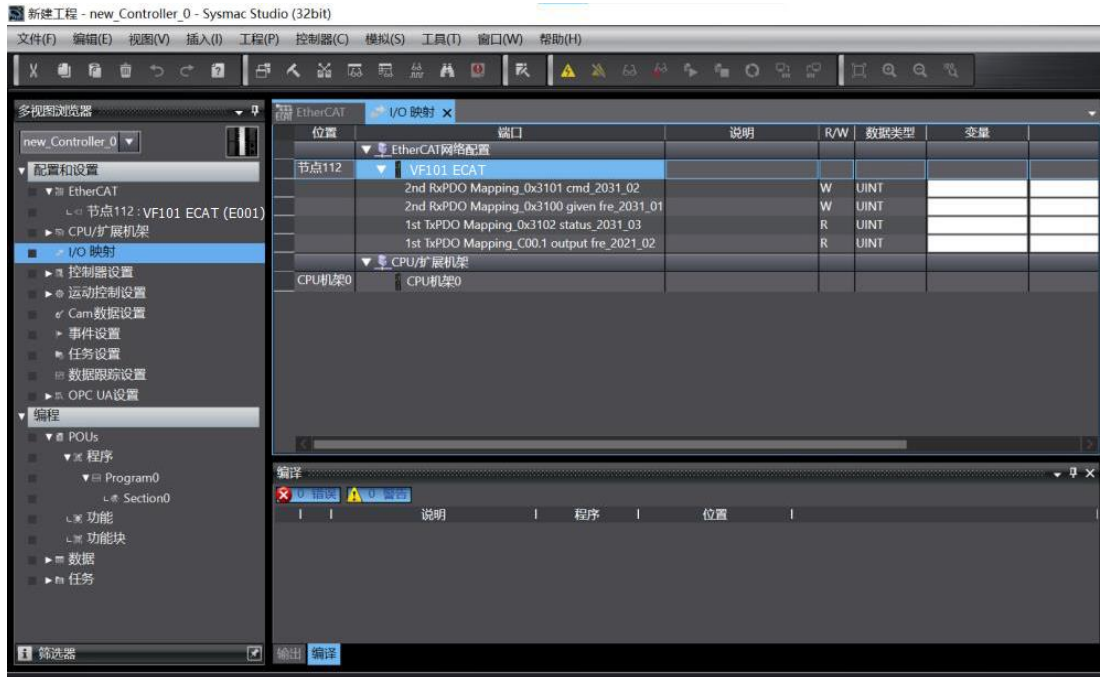 新建工程 - new_Controller_0 - Sysmac Studio (32bit)
文件(F) 编辑(E) 视图(V) 插入(I) 工程(P) 控制器(C) 模拟(S) 工具(T) 窗口(W) 帮助(H)
多视图浏览器
new_Controller_0
配置和设置
EtherCAT
节点112 : VF101 ECAT (E001)
CPU/扩展机架
I/O 映射
控制器设置
运动控制设置
Cam数据设置
事件设置
任务设置
数据跟踪设置
OPC UA设置
编程
POUs
程序
Program0
Section0
功能
功能块
数据
任务
筛选器
EtherCAT I/O 映射
位置 端口 说明 R/W 数据类型 变量
EtherCAT网络配置
节点112 VF101 ECAT
2nd RxPDO Mapping_0x3101 cmd_2031_02 W UINT
2nd RxPDO Mapping_0x3100 given fre_2031_01 W UINT
1st TxPDO Mapping_0x3102 status_2031_03 R UINT
1st TxPDO Mapping_C00.1 output fre_2021_02 R UINT
CPU/扩展机架
CPU机架0 CPU机架0
编译
0 错误 0 警告
说明 程序 位置
输出 编译